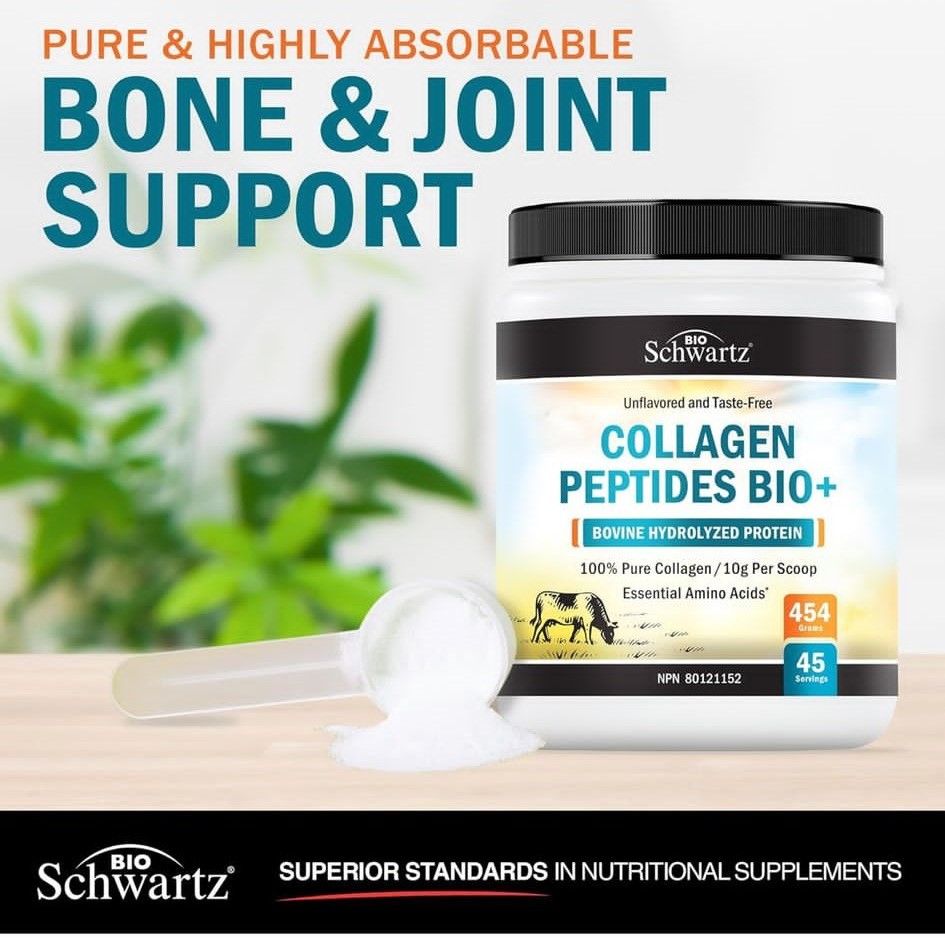 PURE & HIGHLY ABSORBABLE
BONE & JOINT
SUPPORT
BIO
Schwartz®
Unflavored and Taste-Free
COLLAGEN
PEPTIDES BIO+
BOVINE HYDROLYZED PROTEIN
100% Pure Collagen / 10g Per Scoop
Essential Amino Acids*
454
Grams
45
Servings
NPN 80121152
BIO
Schwartz®
SUPERIOR STANDARDS IN NUTRITIONAL SUPPLEMENTS